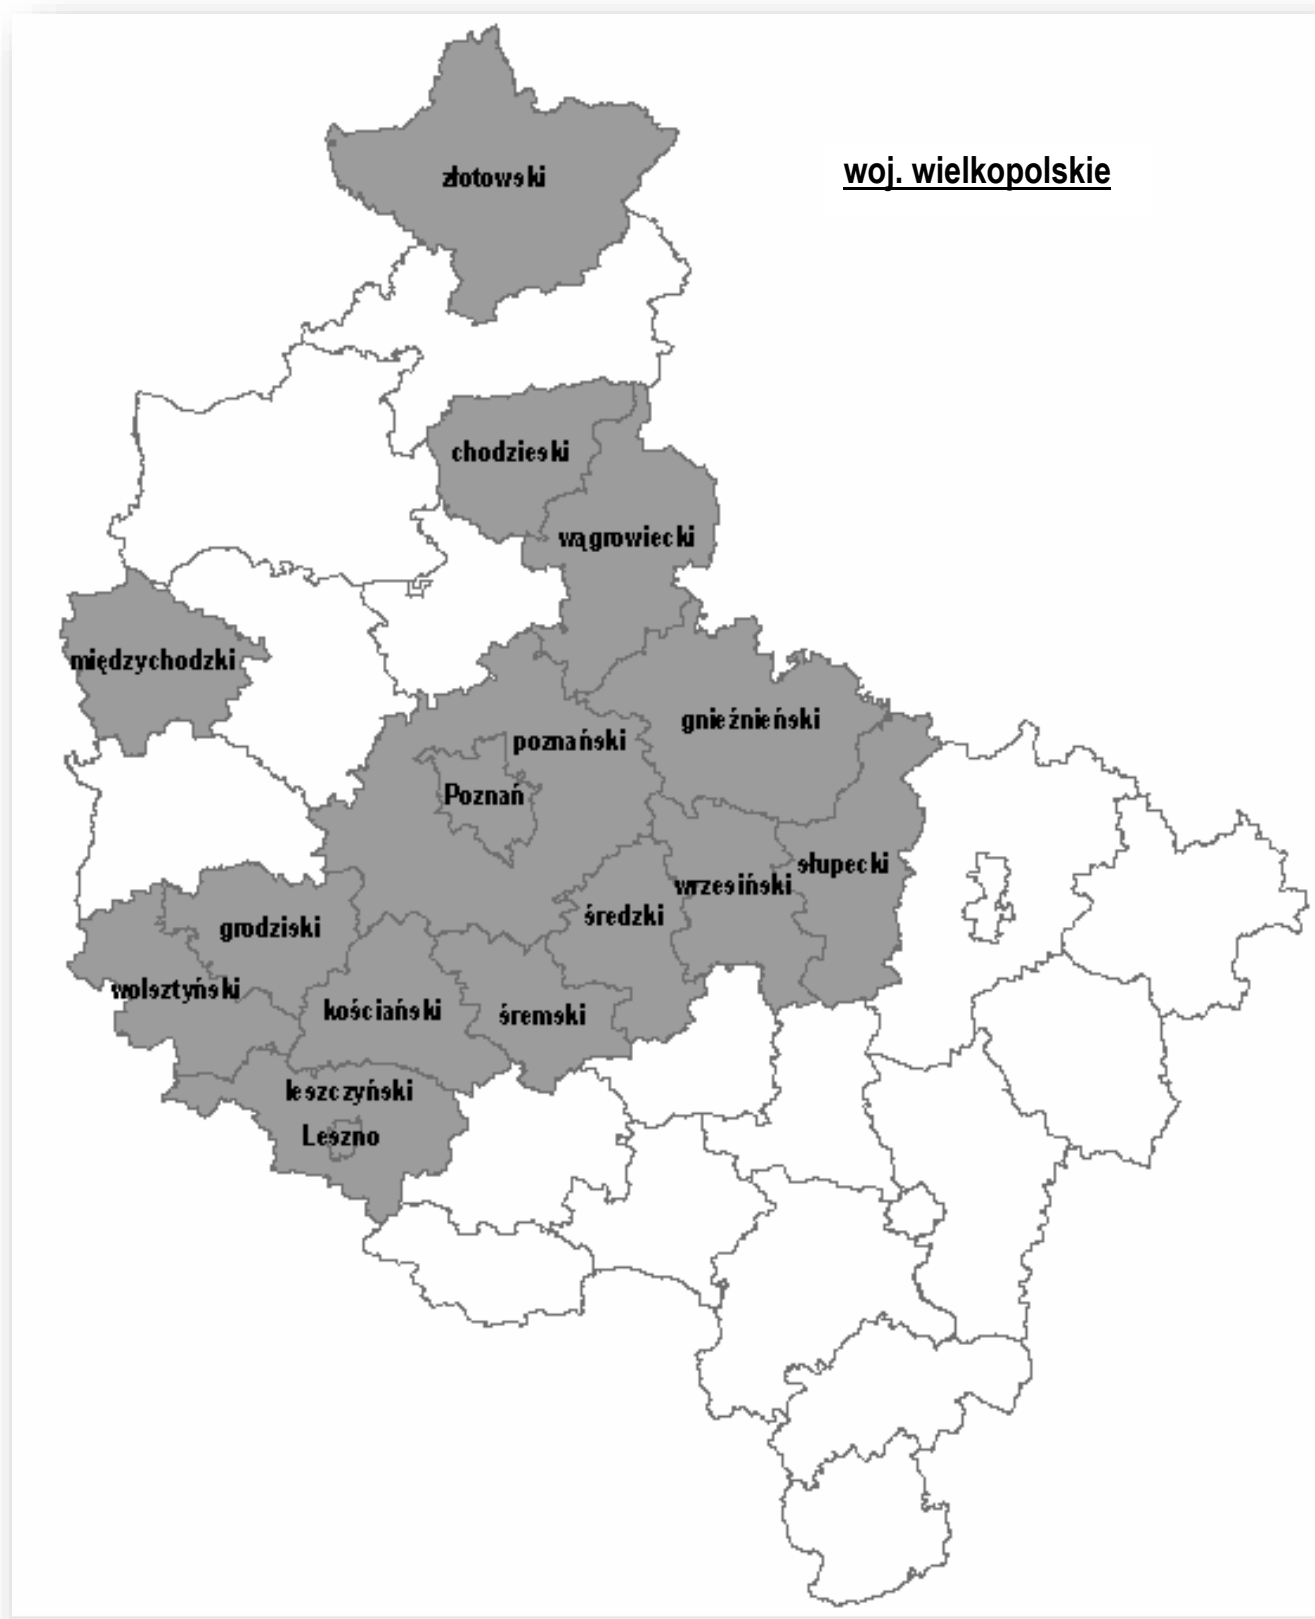 woj. wielkopolskie
złotowski
chodzieski
wągrowiecki
międzychodzki
gnieźnieński
poznański
Poznań
słupecki
wrzesiński
średzki
grodziski
wolsztyński
kościański
śremski
leszczyński
Leszno